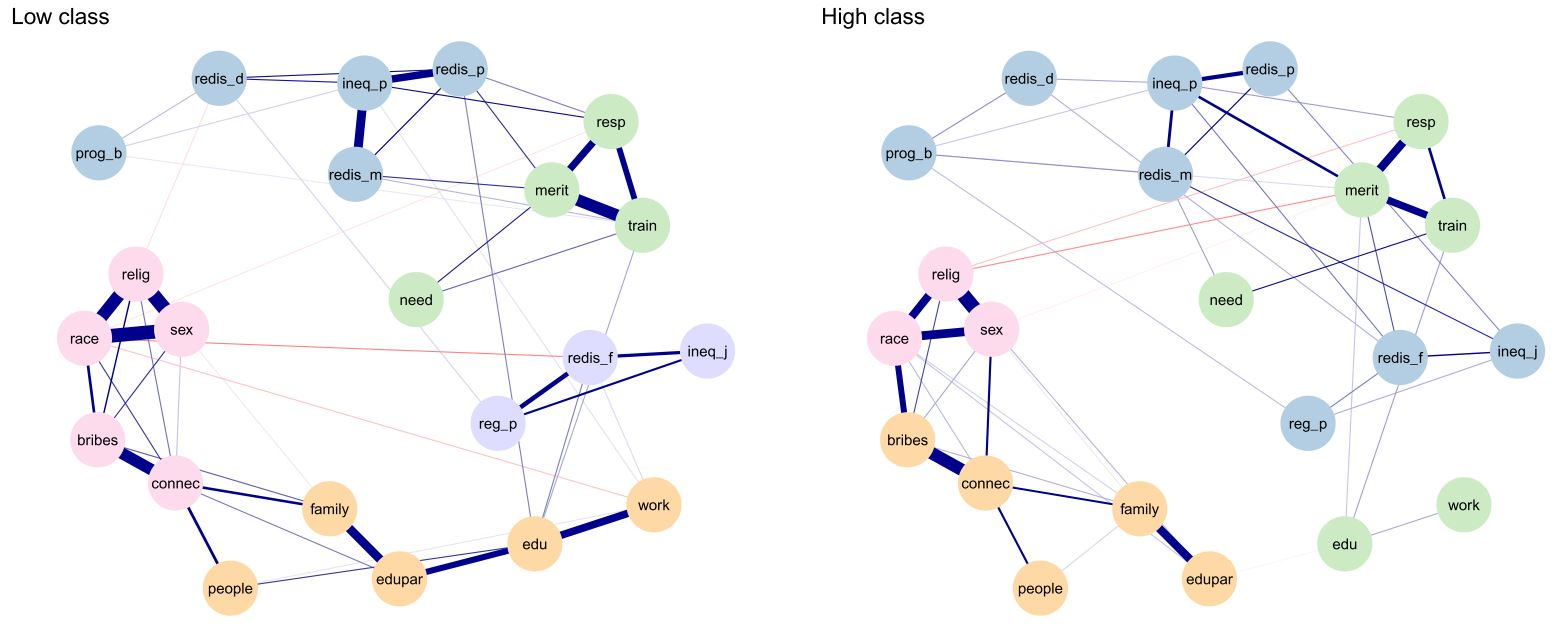 Low class
redis_d
ineq_p
redis_p
prog_b
redis_m
resp
merit
train
need
relig
race
sex
redis_f
ineq_j
reg_p
bribes
connec
family
people
edupar
edu
work
High class
redis_d
ineq_p
redis_p
prog_b
redis_m
resp
merit
train
need
relig
race
sex
redis_f
ineq_j
reg_p
bribes
connec
family
people
edupar
edu
work